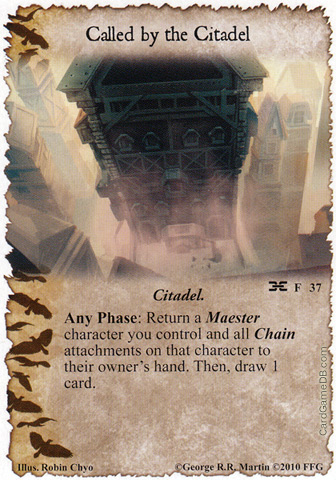 Called by the Citadel
F 37
Citadel.
Any Phase: Return a Maester
character you control and all Chain
attachments on that character to
their owner's hand. Then, draw 1
card.
CardGameDB.com
Illus. Robin Chyo
©George R.R. Martin ©2010 FFG